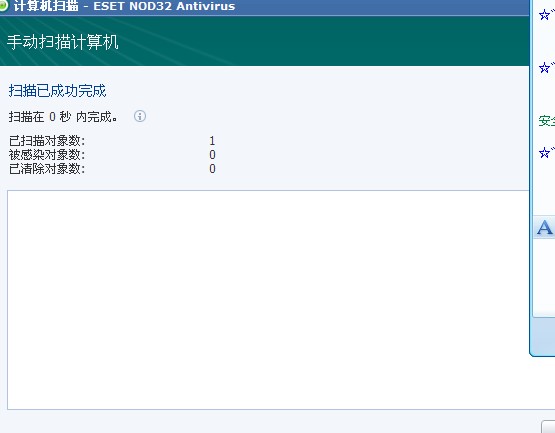 计算机扫描 - ESET NOD32 Antivirus
手动扫描计算机
扫描已成功完成
扫描在 0 秒 内完成。
已扫描对象数: 1
被感染对象数: 0
已清除对象数: 0
☆
☆
安全
☆
A